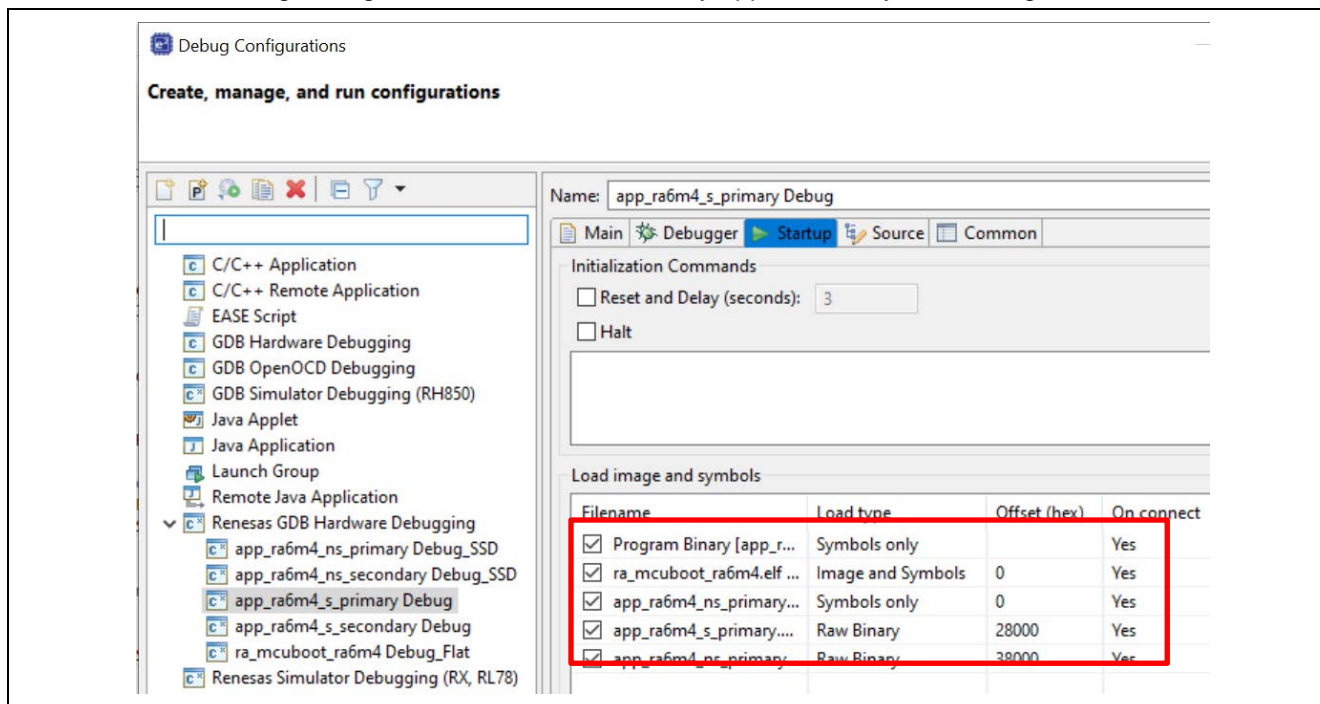 Debug Configurations
Create, manage, and run configurations
Name: app_ra6m4_s_primary Debug
Main Debugger Startup Source Common
C/C++ Application
C/C++ Remote Application
EASE Script
GDB Hardware Debugging
GDB OpenOCD Debugging
GDB Simulator Debugging (RH850)
Java Applet
Java Application
Launch Group
Remote Java Application
Renesas GDB Hardware Debugging
app_ra6m4_ns_primary Debug_SSD
app_ra6m4_ns_secondary Debug_SSD
app_ra6m4_s_primary Debug
app_ra6m4_s_secondary Debug
ra_mcuboot_ra6m4 Debug_Flat
Renesas Simulator Debugging (RX, RL78)
Initialization Commands
Reset and Delay (seconds): 3
Halt
Load image and symbols
Filename Load type Offset (hex) On connect
Program Binary [app_r... Symbols only Yes
ra_mcuboot_ra6m4.elf ... Image and Symbols 0 Yes
app_ra6m4_ns_primary... Symbols only 0 Yes
app_ra6m4_s_primary.... Raw Binary 28000 Yes
app_ra6m4_ns_primary... Raw Binary 38000 Yes